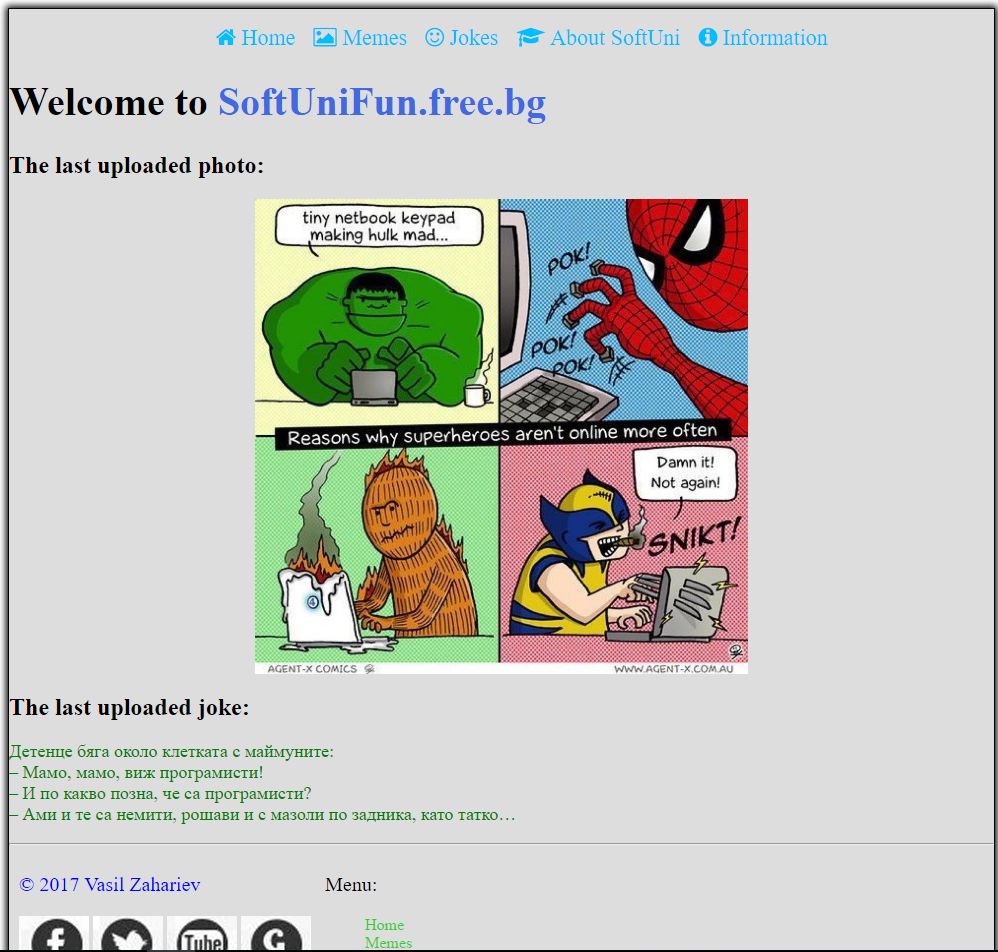 Home Memes Jokes About SoftUni Information
Welcome to SoftUniFun.free.bg
The last uploaded photo:
tiny netbook keypad
making hulk mad...
POK!
POK!
POK!
Reasons why superheroes aren't online more often
Damn it!
Not again!
SNIKT!
4
AGENT-X COMICS
WWW.AGENT-X.COM.AU
The last uploaded joke:
Детенце бяга около клетката с маймуните:
– Мамо, мамо, виж програмисти!
– И по какво позна, че са програмисти?
– Ами и те са немити, рошави и с мазоли по задника, като татко…
© 2017 Vasil Zahariev
Menu:
Home
Memes
f
Tube
G